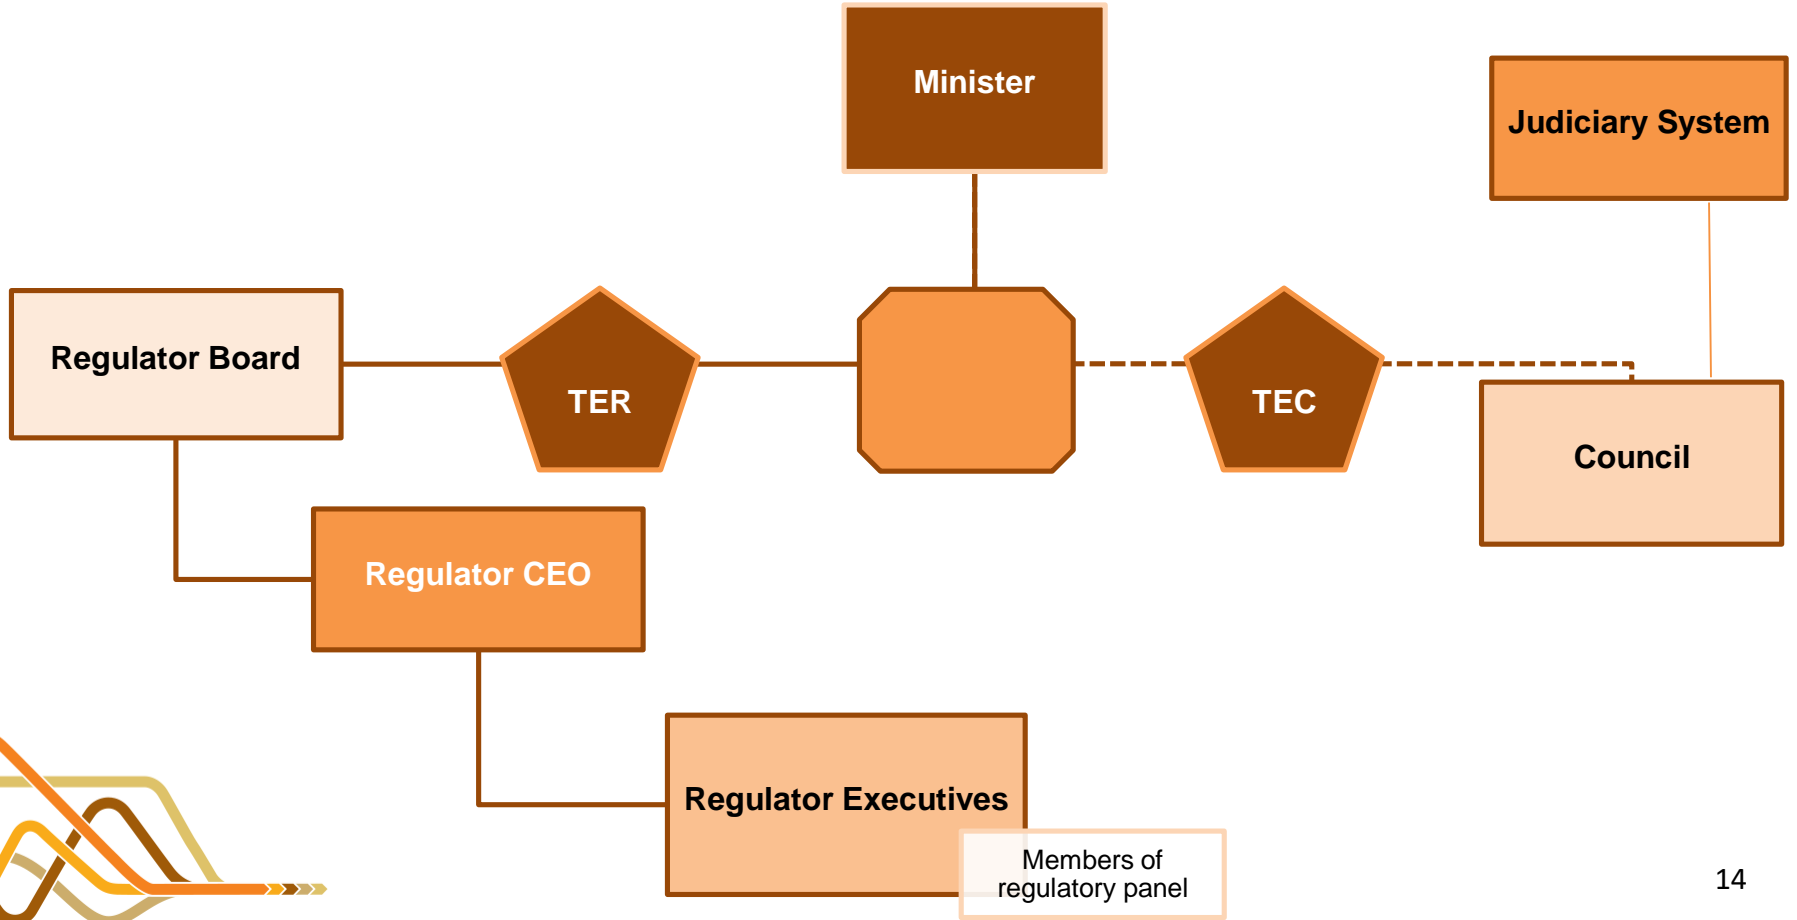 Minister
Judiciary System
Regulator Board
TER
TEC
Council
Regulator CEO
Regulator Executives
Members of
regulatory panel
14